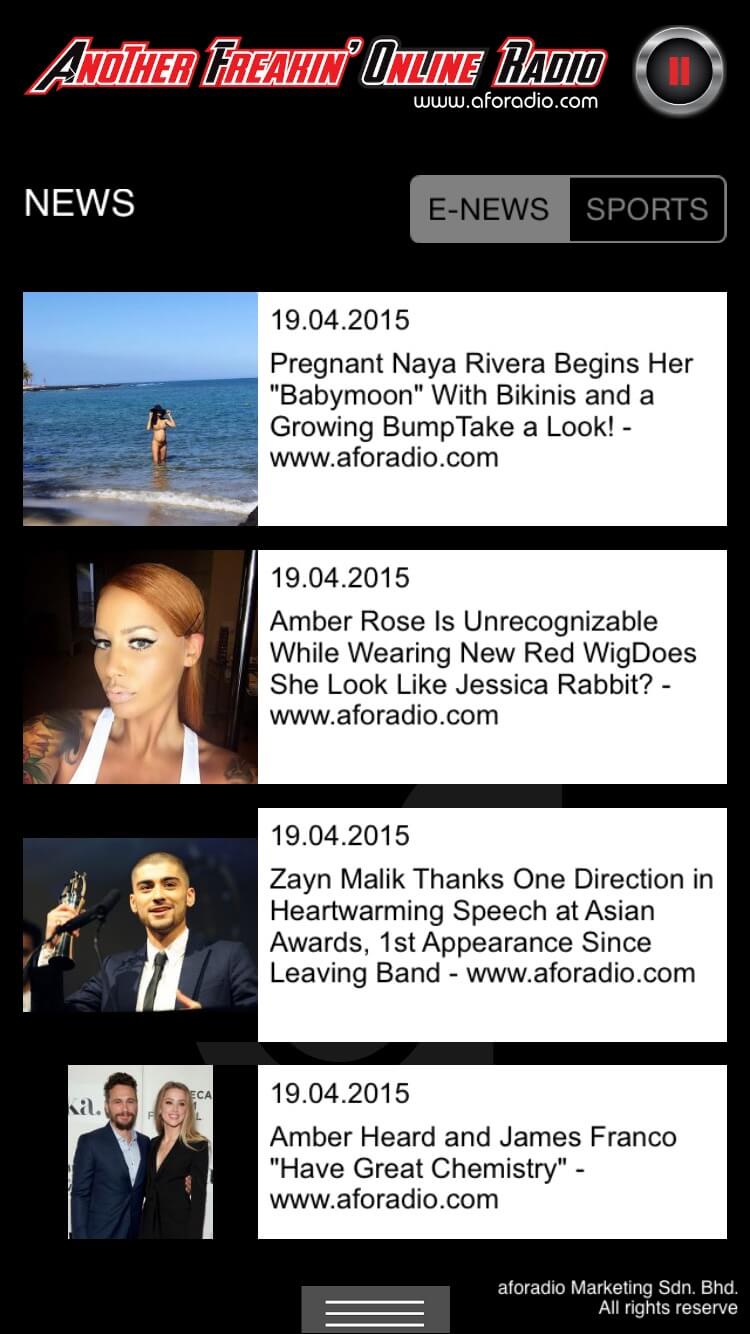 AnoTher Freakin' Online Radio
www.aforadio.com
NEWS
E-NEWS SPORTS
19.04.2015
Pregnant Naya Rivera Begins Her
"Babymoon" With Bikinis and a
Growing BumpTake a Look! -
www.aforadio.com
19.04.2015
Amber Rose Is Unrecognizable
While Wearing New Red WigDoes
She Look Like Jessica Rabbit? -
www.aforadio.com
19.04.2015
Zayn Malik Thanks One Direction in
Heartwarming Speech at Asian
Awards, 1st Appearance Since
Leaving Band - www.aforadio.com
ka.
ECA
19.04.2015
Amber Heard and James Franco
"Have Great Chemistry" -
www.aforadio.com
aforadio Marketing Sdn. Bhd.
All rights reserve